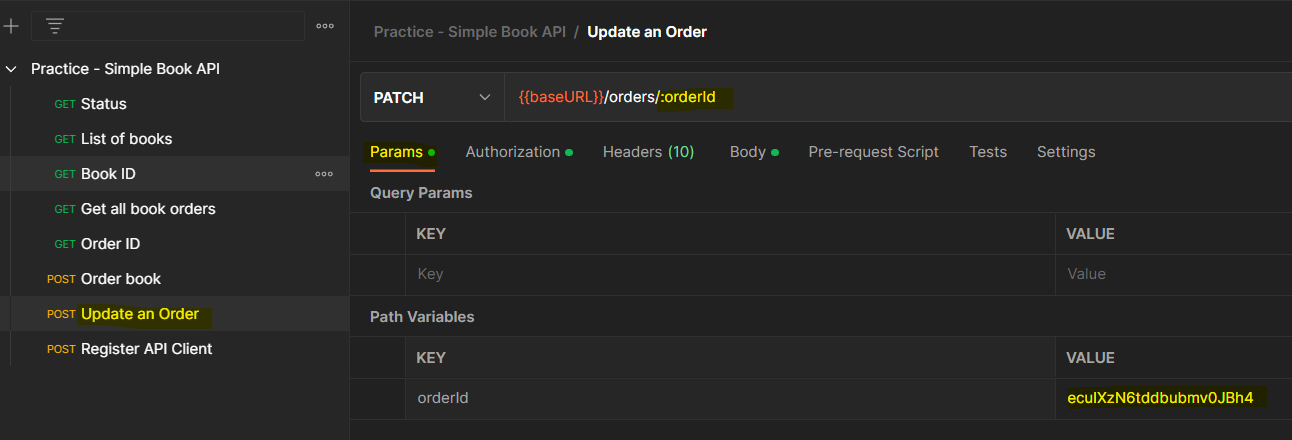 Practice - Simple Book API
GET Status
GET List of books
GET Book ID
GET Get all book orders
GET Order ID
POST Order book
POST Update an Order
POST Register API Client
Practice - Simple Book API / Update an Order
PATCH {{baseURL}}/orders/:orderId
Params Authorization Headers (10) Body Pre-request Script Tests Settings
Query Params
KEY VALUE
Key Value
Path Variables
KEY VALUE
orderId ecuIXzN6tddbubmv0JBh4